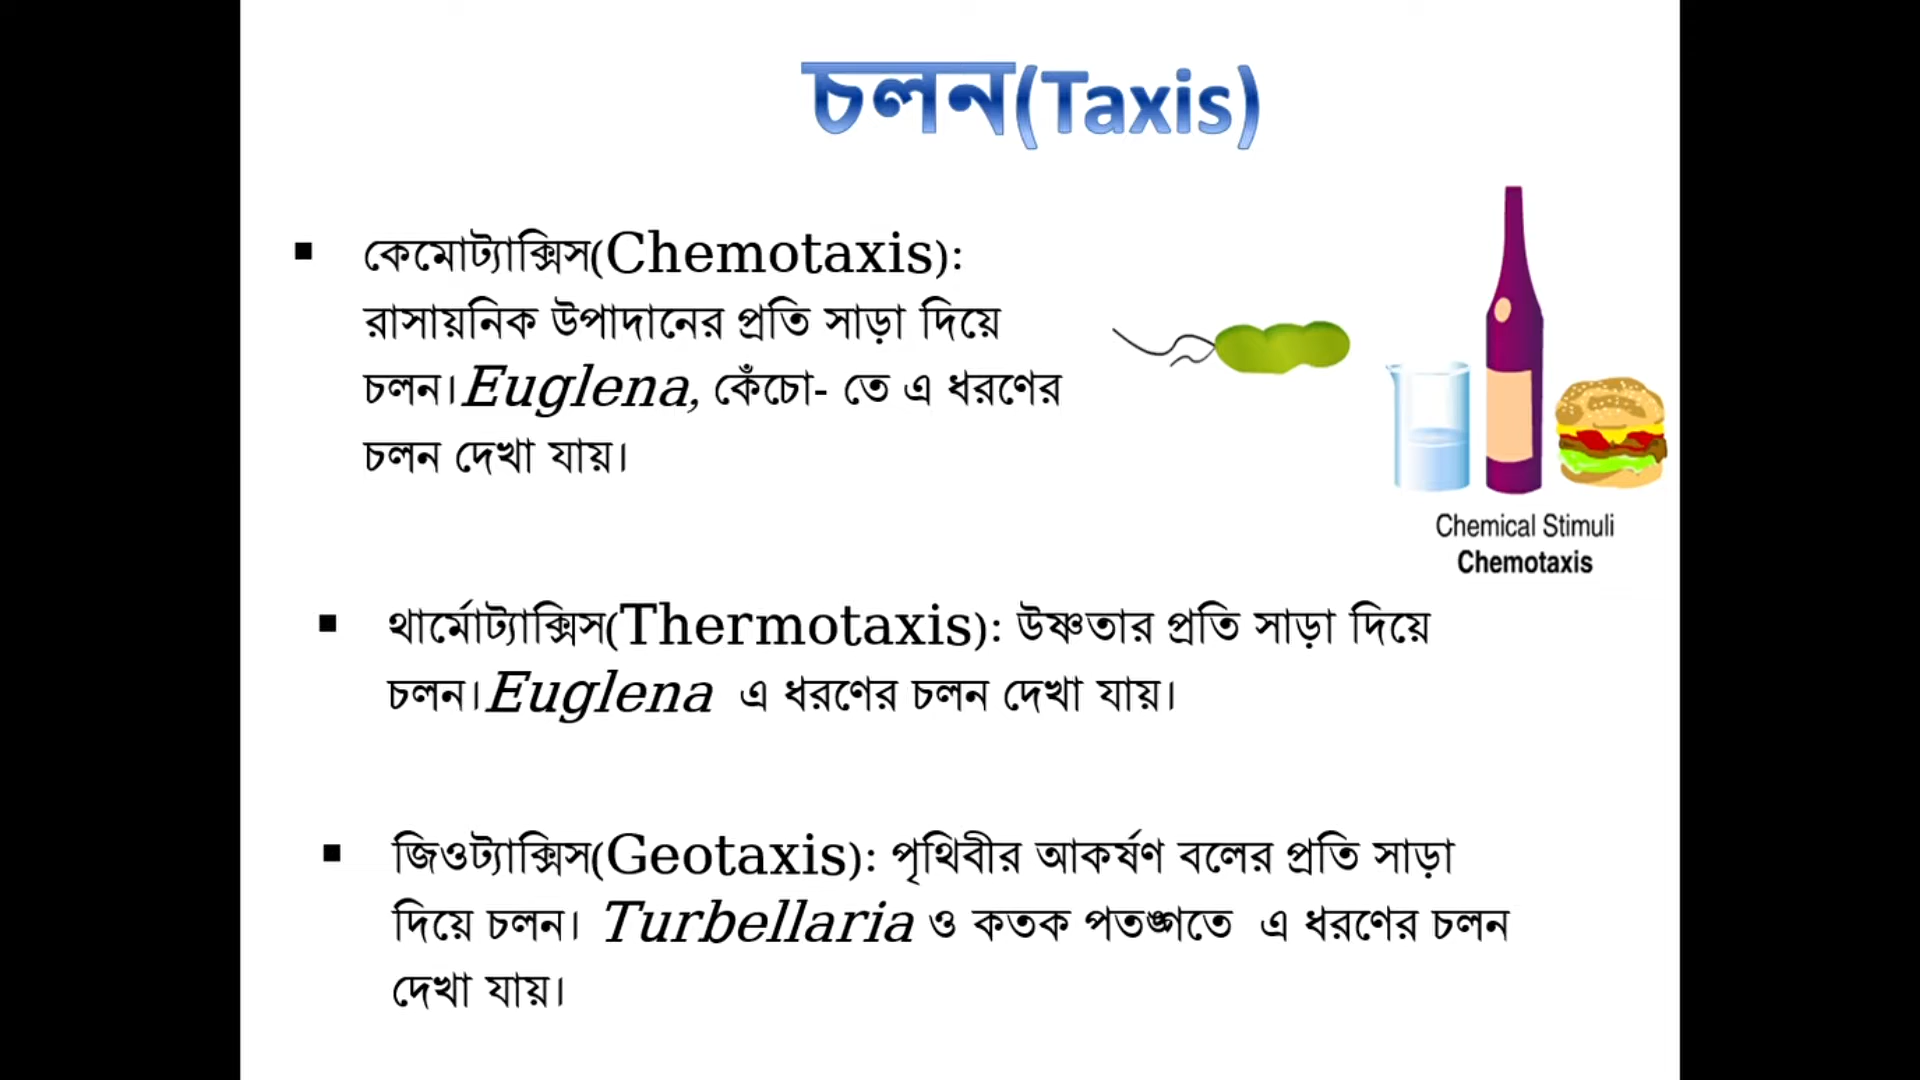 চলন(Taxis)
কেমোট্যাক্সিস(Chemotaxis):
রাসায়নিক উপাদানের প্রতি সাড়া দিয়ে
চলন।Euglena, কেঁচো- তে এ ধরণের
চলন দেখা যায়।
Chemical Stimuli
Chemotaxis
থার্মোট্যাক্সিস(Thermotaxis): উষ্ণতার প্রতি সাড়া দিয়ে
চলন।Euglena এ ধরণের চলন দেখা যায়।
জিওট্যাক্সিস(Geotaxis): পৃথিবীর আকর্ষণ বলের প্রতি সাড়া
দিয়ে চলন। Turbellaria ও কতক পতঙ্গতে এ ধরণের চলন
দেখা যায়।